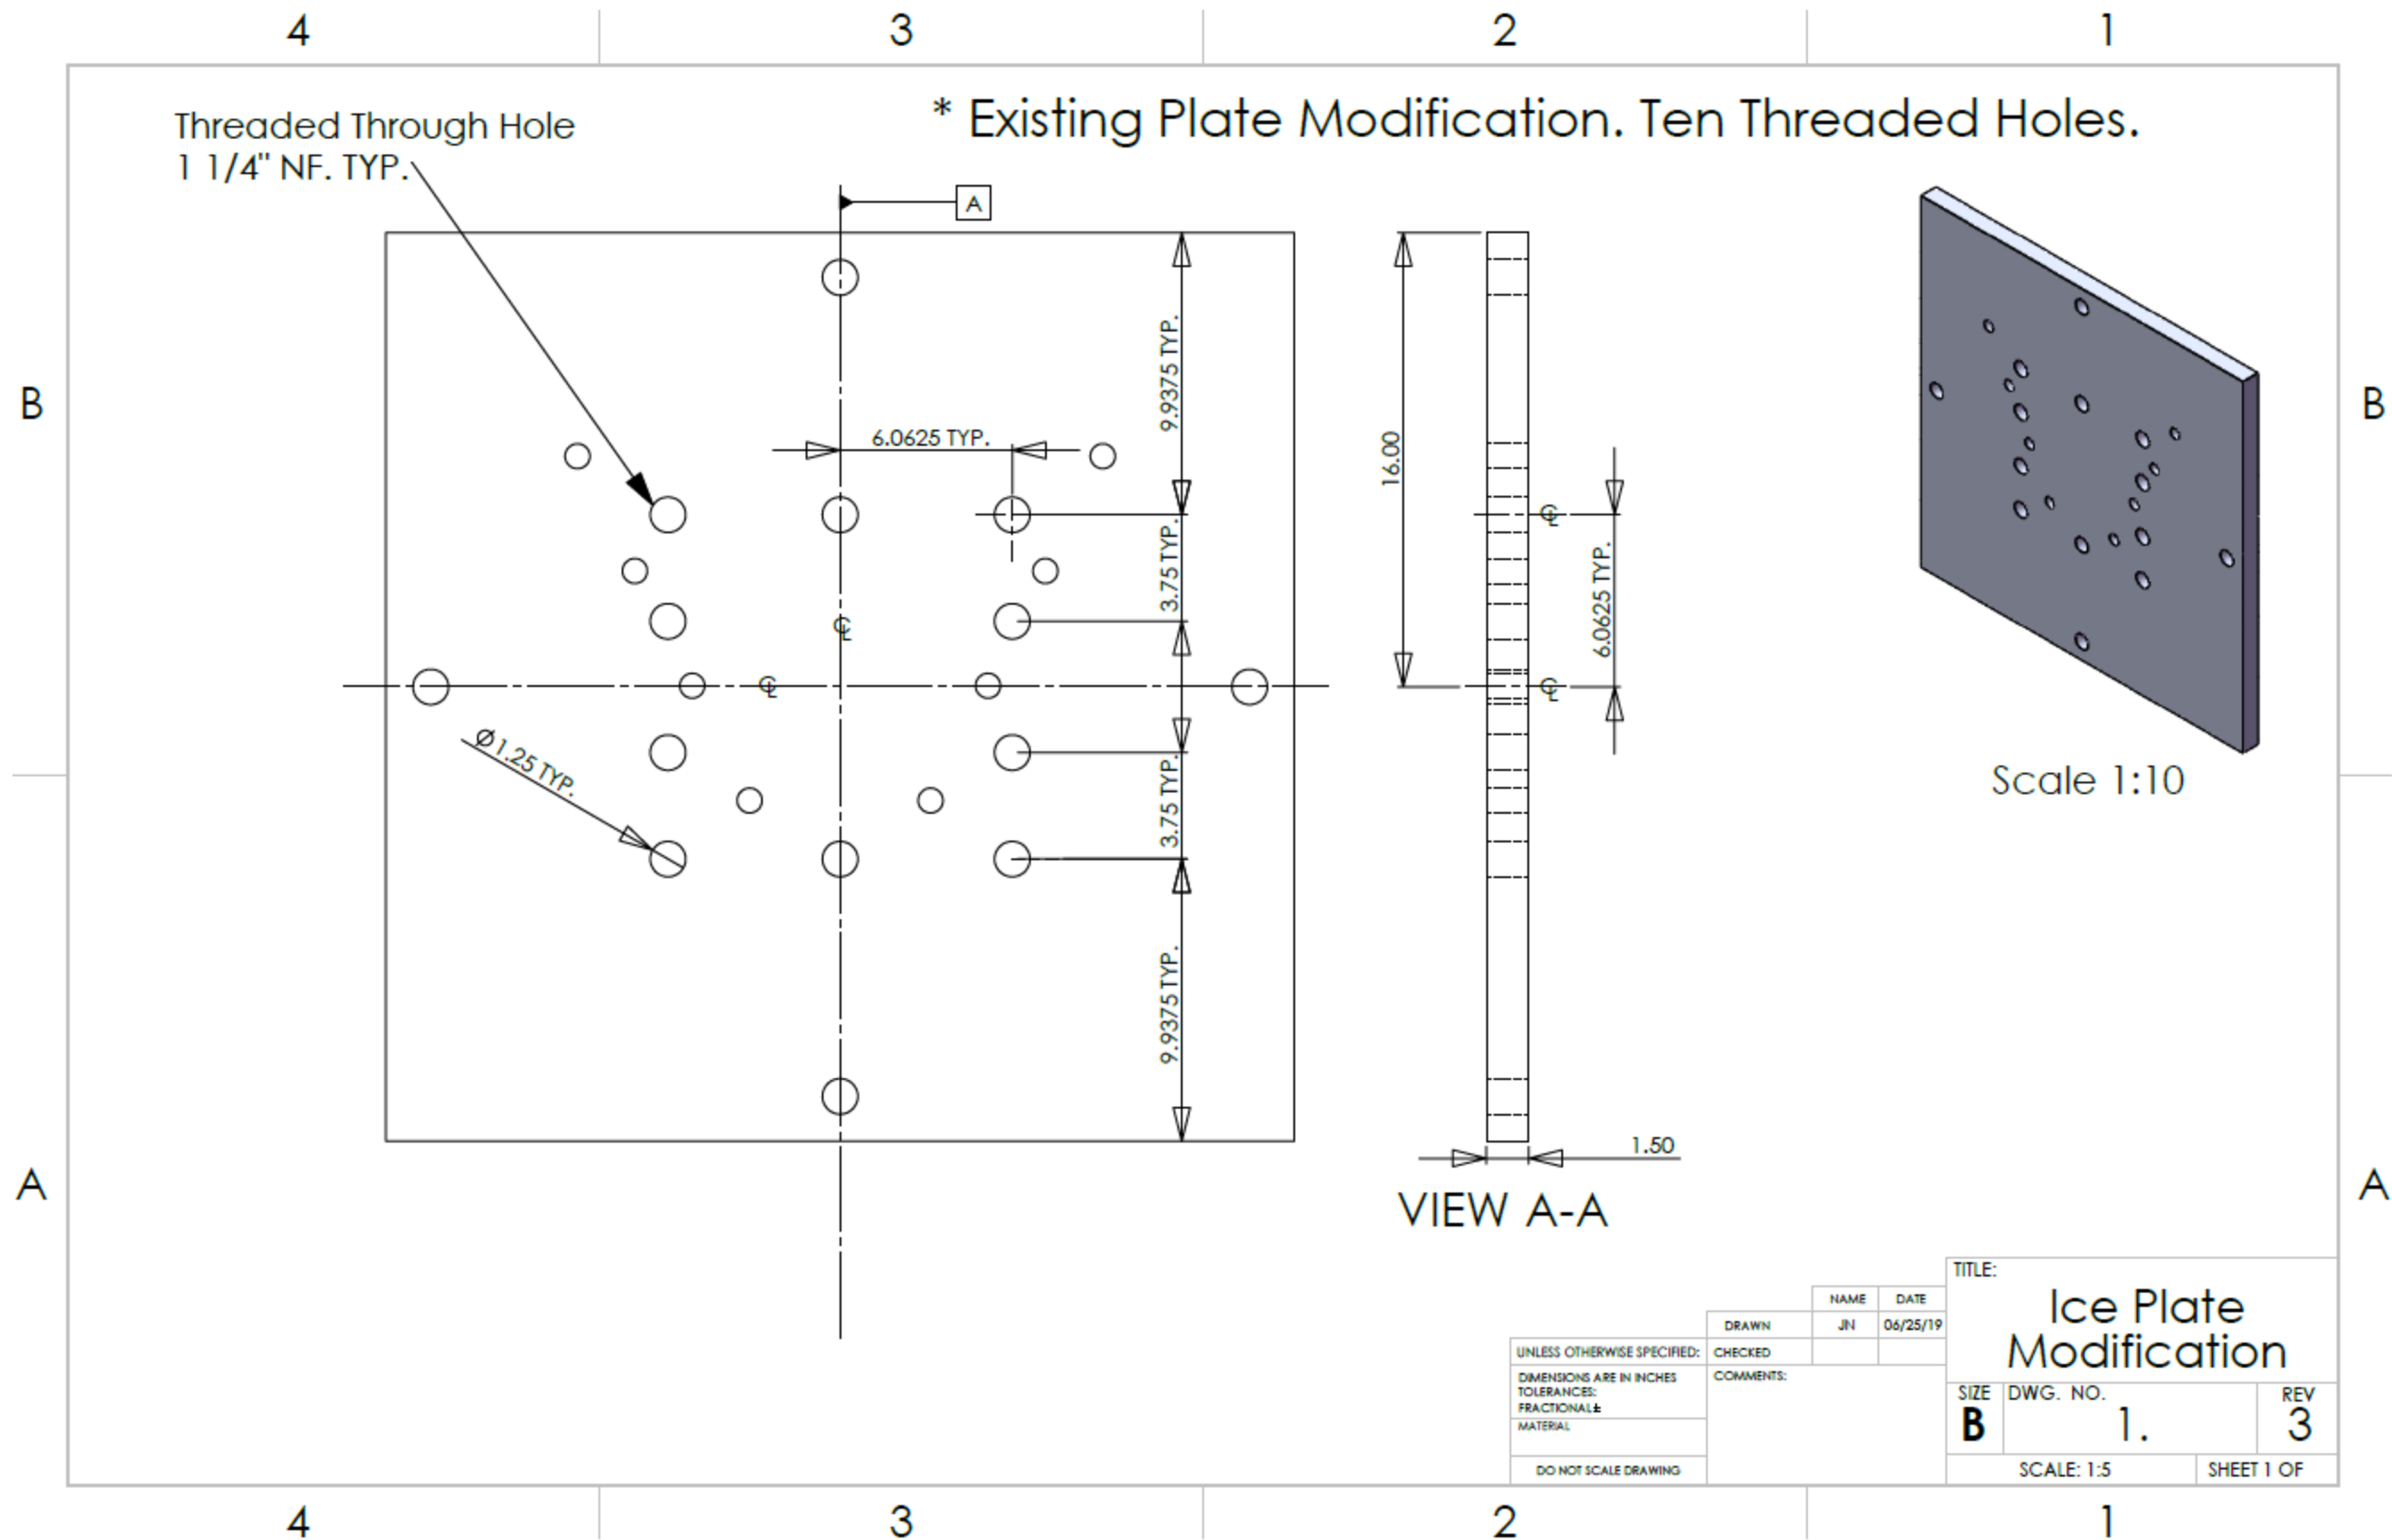 4 3 2 1
Threaded Through Hole
1 1/4" NF. TYP.
* Existing Plate Modification. Ten Threaded Holes.
A
B
B
9.9375 TYP.
6.0625 TYP.
3.75 TYP.
16.00
℄
6.0625 TYP.
℄
℄
℄
Ø1.25 TYP.
3.75 TYP.
Scale 1:10
9.9375 TYP.
1.50
VIEW A-A
A
A
TITLE:
Ice Plate
Modification
NAME DATE
DRAWN JN 06/25/19
UNLESS OTHERWISE SPECIFIED: CHECKED
DIMENSIONS ARE IN INCHES
TOLERANCES:
FRACTIONAL±
COMMENTS:
MATERIAL
DO NOT SCALE DRAWING
SIZE DWG. NO. REV
B 1. 3
SCALE: 1:5 SHEET 1 OF
4 3 2 1